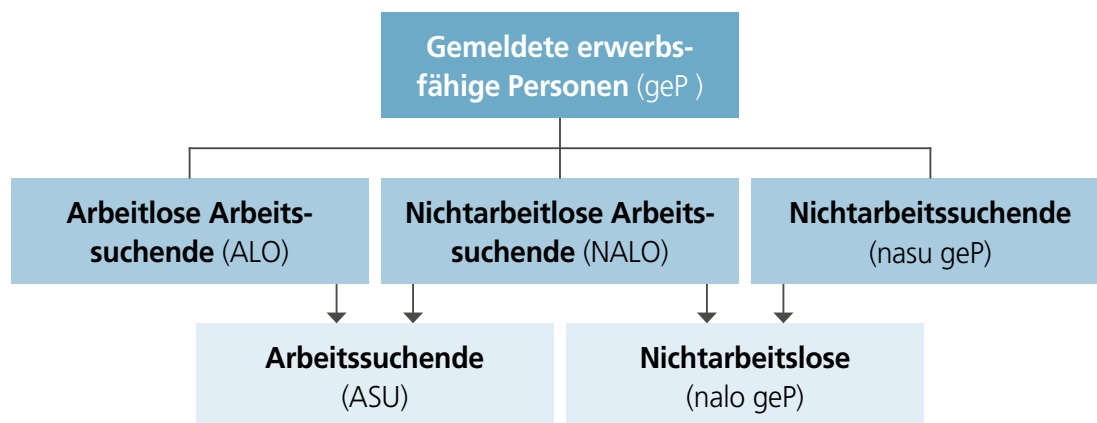 Gemeldete erwerbs-
fähige Personen (geP )
Arbeitlose Arbeits-
suchende (ALO)
Nichtarbeitlose Arbeits-
suchende (NALO)
Nichtarbeitssuchende
(nasu geP)
Arbeitssuchende
(ASU)
Nichtarbeitslose
(nalo geP)